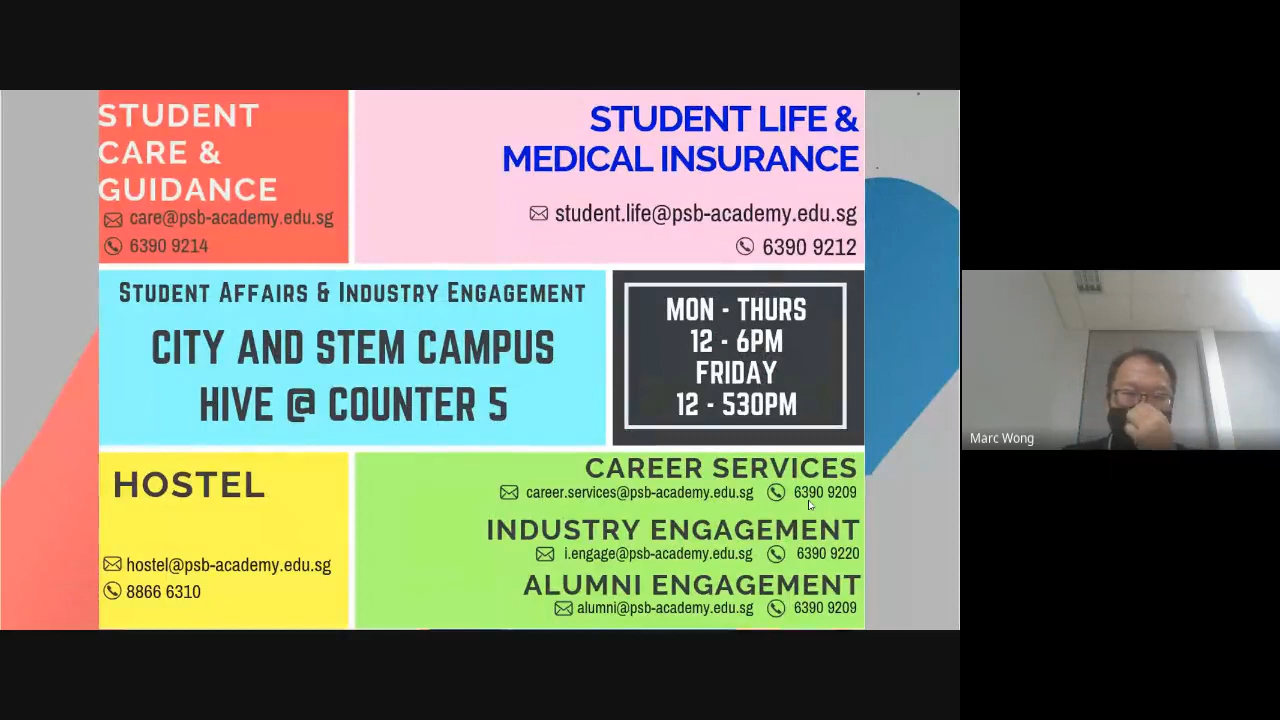 STUDENT
CARE &
GUIDANCE
care@psb-academy.edu.sg
6390 9214
STUDENT LIFE &
MEDICAL INSURANCE
student.life@psb-academy.edu.sg
6390 9212
STUDENT AFFAIRS & INDUSTRY ENGAGEMENT
CITY AND STEM CAMPUS
HIVE @ COUNTER 5
MON - THURS
12 - 6PM
FRIDAY
12 - 530PM
HOSTEL
hostel@psb-academy.edu.sg
8866 6310
CAREER SERVICES
career.services@psb-academy.edu.sg 6390 9209
INDUSTRY ENGAGEMENT
i.engage@psb-academy.edu.sg 6390 9220
ALUMNI ENGAGEMENT
alumni@psb-academy.edu.sg 6390 9209
Marc Wong